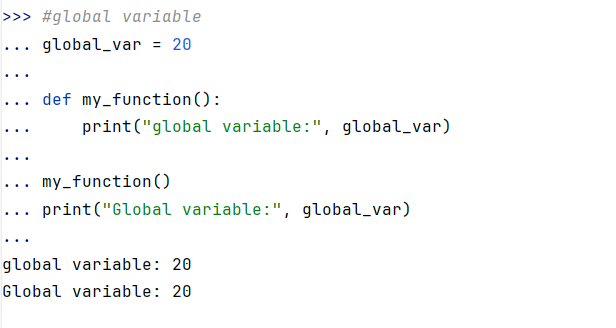 >>> #global variable
... global_var = 20
...
... def my_function():
...     print("global variable:", global_var)
...
... my_function()
... print("Global variable:", global_var)
...
global variable: 20
Global variable: 20